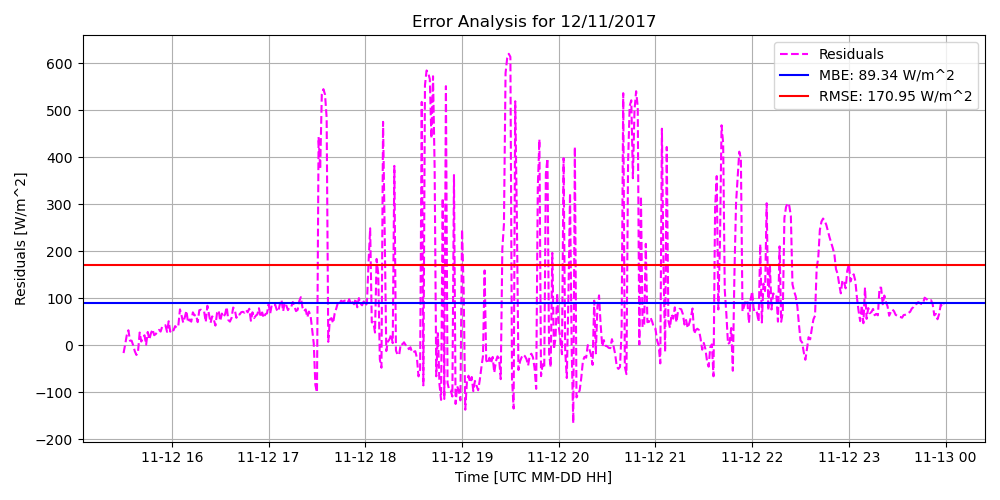 Error Analysis for 12/11/2017
Residuals
MBE: 89.34 W/m^2
RMSE: 170.95 W/m^2
Residuals [W/m^2]
600
500
400
300
200
100
0
−100
−200
11-12 16 11-12 17 11-12 18 11-12 19 11-12 20 11-12 21 11-12 22 11-12 23 11-13 00
Time [UTC MM-DD HH]